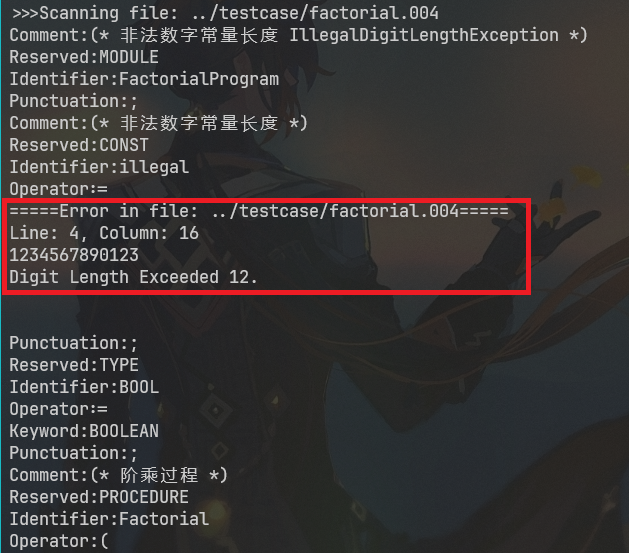 >>>Scanning file: ../testcase/factorial.004
Comment:(* 非法数字常量长度 IllegalDigitLengthException *)
Reserved:MODULE
Identifier:FactorialProgram
Punctuation:;
Comment:(* 非法数字常量长度 *)
Reserved:CONST
Identifier:illegal
Operator:=
=====Error in file: ../testcase/factorial.004=====
Line: 4, Column: 16
1234567890123
Digit Length Exceeded 12.
Punctuation:;
Reserved:TYPE
Identifier:BOOL
Operator:=
Keyword:BOOLEAN
Punctuation:;
Comment:(* 阶乘过程 *)
Reserved:PROCEDURE
Identifier:Factorial
Operator:(